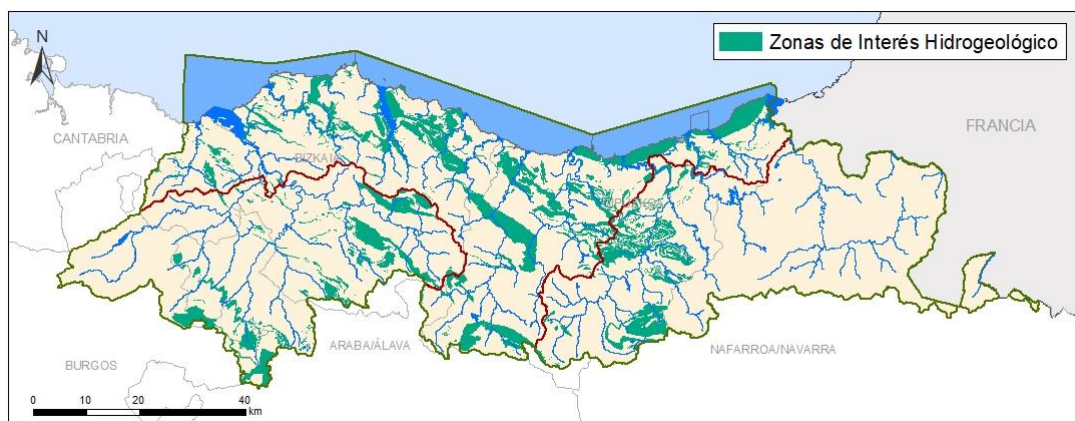 Zonas de Interés Hidrogeológico
N
CANTABRIA
FRANCIA
BIZKAIA
BURGOS
ARABA/ÁLAVA
NAFARROA/NAVARRA
0 10 20 40
km